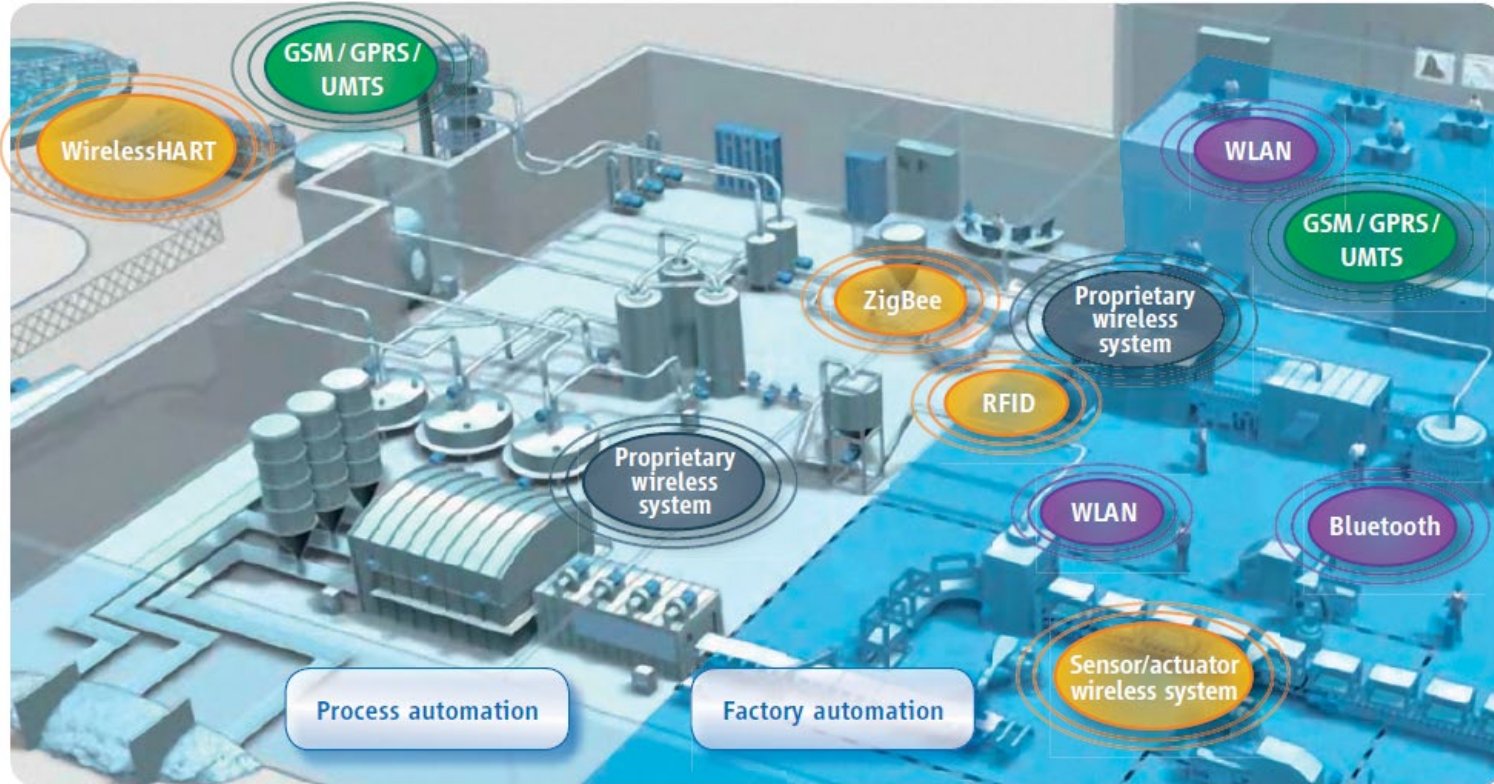 GSM / GPRS /
UMTS
WirelessHART
WLAN
GSM / GPRS /
UMTS
ZigBee
Proprietary
wireless
system
RFID
Proprietary
wireless
system
WLAN
Bluetooth
Sensor/actuator
wireless system
Process automation
Factory automation